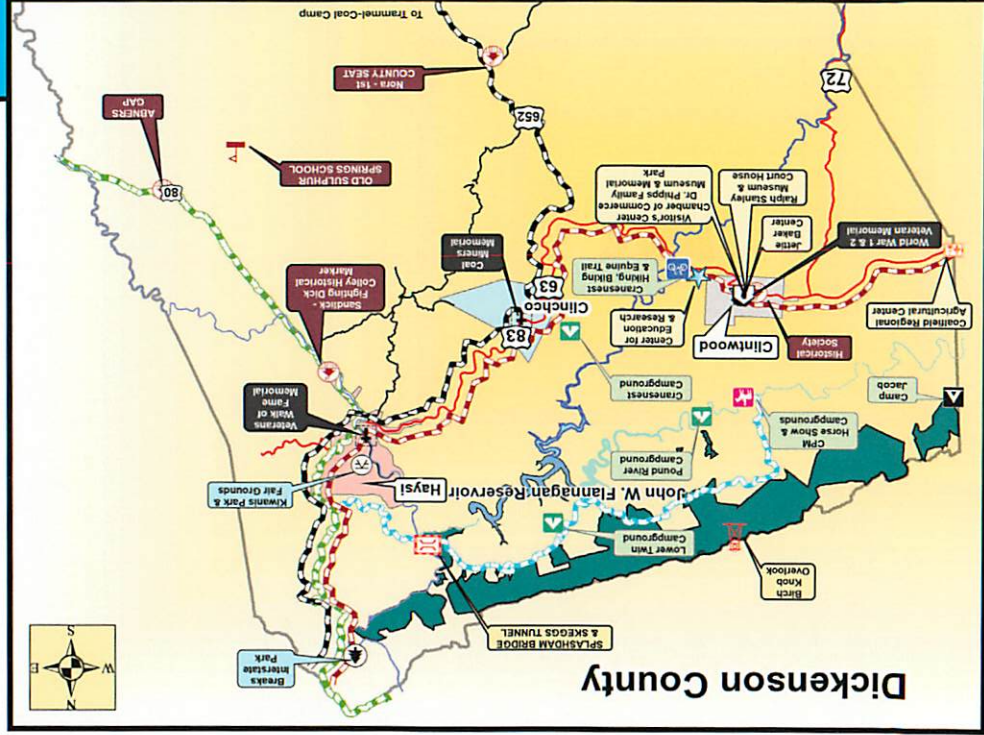 Dickenson County
N
W
E
S
Breaks
Interstate
Park
SPLASHDAM BRIDGE
& SKEGGS TUNNEL
Birch
Knob
Overlook
Lower Twin
Campground
John W. Flannagan Reservoir
Haysi
Kiwanis Park &
Fair Grounds
CPM
Horse Show &
Campgrounds
Pound River
Campground
Camp
Jacob
Cranesnest
Campground
Veterans
Walk of
Fame
Memorial
Historical
Society
Clintwood
Center for
Education
& Research
83
Clinchco
63
Sandlick -
Fighting Dick
Colley Historical
Marker
Coalfield Regional
Agricultural Center
World War 1 & 2
Veteran Memorial
Jettie
Baker
Center
Ralph Stanley
Museum &
Court House
Visitor's Center
Chamber of Commerce
Dr. Phipps Family
Museum & Memorial
Park
Cranesnest
Hiking, Biking,
& Equine Trail
Coal
Miners
Memorial
OLD SULPHUR
SPRINGS SCHOOL
80
ABNERS
GAP
72
652
Nora - 1st
COUNTY SEAT
To Trammel-Coal Camp